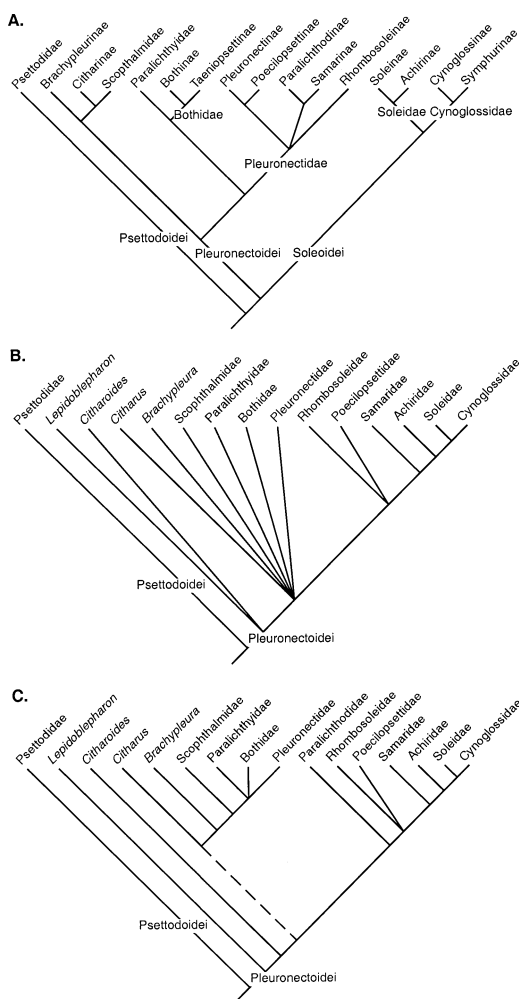 A.
Psettodidae
Brachypleurinae
Citharinae
Scopthalmidae
Paralichthyidae
Bothinae
Taeniopsettinae
Pleuronectinae
Poecilopsettinae
Paralichthodinae
Samarinae
Rhombosoleinae
Soleinae
Achirinae
Cynoglossinae
Symphurinae
Bothidae
Soleidae Cynoglossidae
Pleuronectidae
Psettodoidei
Pleuronectoidei
Soleoidei
B.
Psettodidae
Lepidoblepharon
Citharoides
Citharus
Brachypleura
Scophthalmidae
Paralichthyidae
Bothidae
Pleuronectidae
Rhombosoleidae
Poecilopsettidae
Samaridae
Achiridae
Soleidae
Cynoglossidae
Psettodoidei
Pleuronectoidei
C.
Psettodidae
Lepidoblepharon
Citharoides
Citharus
Brachypleura
Scophthalmidae
Paralichthyidae
Bothidae
Pleuronectidae
Paralichthodidae
Rhombosoleidae
Poecilopsettidae
Samaridae
Achiridae
Soleidae
Cynoglossidae
Psettodoidei
Pleuronectoidei